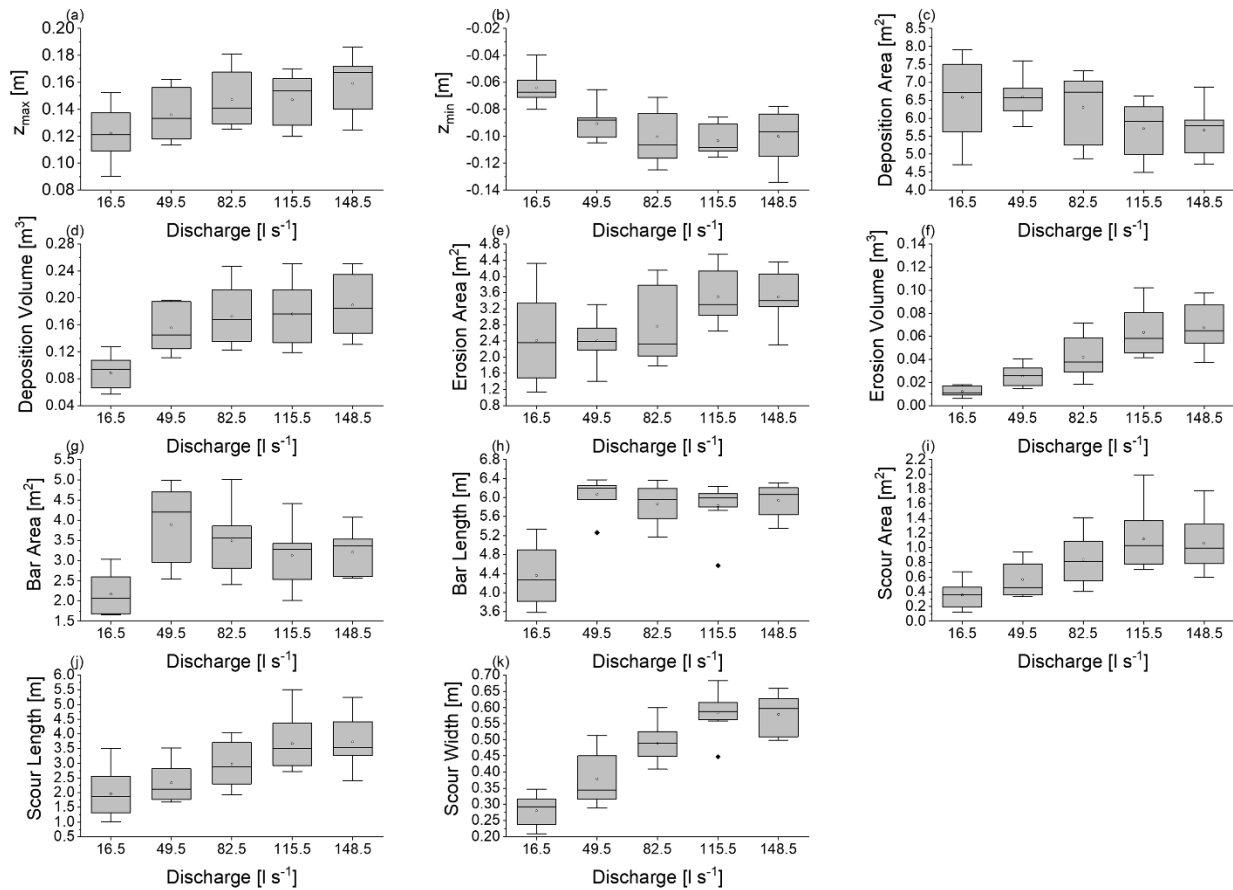 (a)
z_max [m]
0.20
0.18
0.16
0.14
0.12
0.10
0.08
16.5 49.5 82.5 115.5 148.5
Discharge [l s⁻¹]
(b)
z_min [m]
-0.02
-0.04
-0.06
-0.08
-0.10
-0.12
-0.14
16.5 49.5 82.5 115.5 148.5
Discharge [l s⁻¹]
(c)
Deposition Area [m²]
8.5
8.0
7.5
7.0
6.5
6.0
5.5
5.0
4.5
4.0
16.5 49.5 82.5 115.5 148.5
Discharge [l s⁻¹]
(d)
Deposition Volume [m³]
0.28
0.24
0.20
0.16
0.12
0.08
0.04
16.5 49.5 82.5 115.5 148.5
Discharge [l s⁻¹]
(e)
Erosion Area [m²]
4.8
4.4
4.0
3.6
3.2
2.8
2.4
2.0
1.6
1.2
0.8
16.5 49.5 82.5 115.5 148.5
Discharge [l s⁻¹]
(f)
Erosion Volume [m³]
0.14
0.12
0.10
0.08
0.06
0.04
0.02
0.00
16.5 49.5 82.5 115.5 148.5
Discharge [l s⁻¹]
(g)
Bar Area [m²]
5.5
5.0
4.5
4.0
3.5
3.0
2.5
2.0
1.5
16.5 49.5 82.5 115.5 148.5
Discharge [l s⁻¹]
(h)
Bar Length [m]
6.8
6.4
6.0
5.6
5.2
4.8
4.4
4.0
3.6
16.5 49.5 82.5 115.5 148.5
Discharge [l s⁻¹]
(i)
Scour Area [m²]
2.2
2.0
1.8
1.6
1.4
1.2
1.0
0.8
0.6
0.4
0.2
0.0
16.5 49.5 82.5 115.5 148.5
Discharge [l s⁻¹]
(j)
Scour Length [m]
6.0
5.5
5.0
4.5
4.0
3.5
3.0
2.5
2.0
1.5
1.0
0.5
16.5 49.5 82.5 115.5 148.5
Discharge [l s⁻¹]
(k)
Scour Width [m]
0.70
0.65
0.60
0.55
0.50
0.45
0.40
0.35
0.30
0.25
0.20
16.5 49.5 82.5 115.5 148.5
Discharge [l s⁻¹]